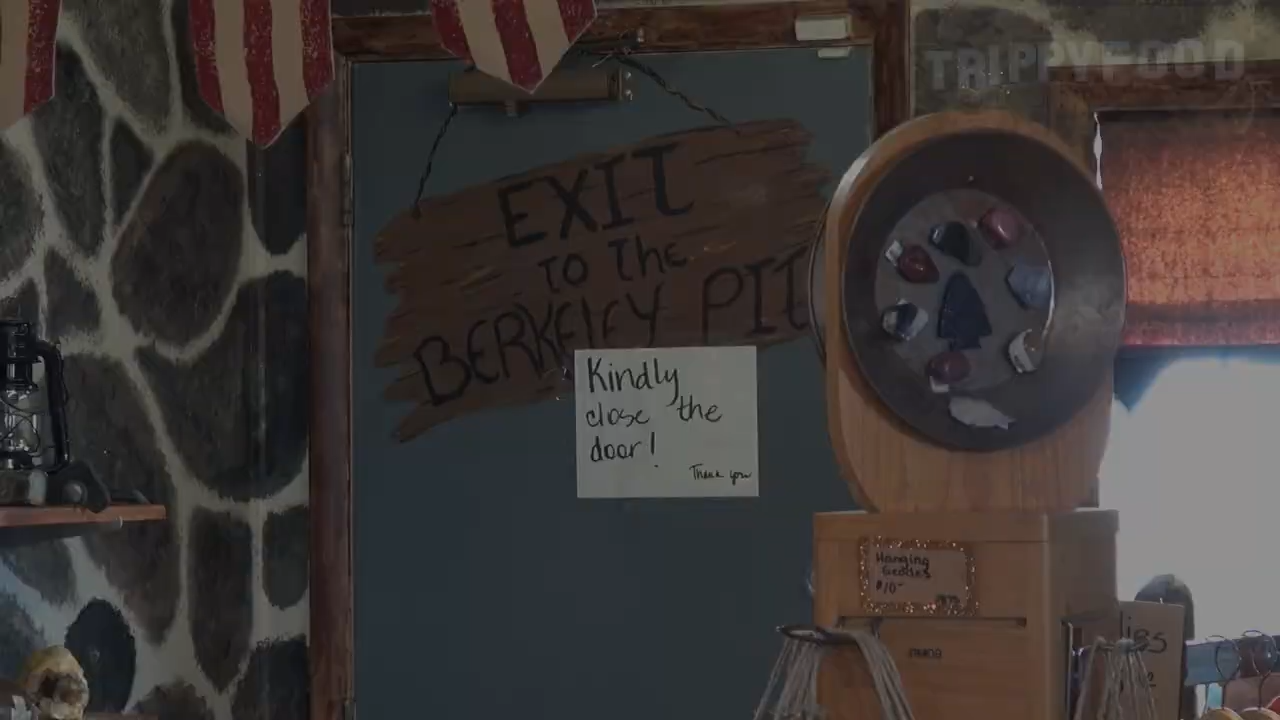 TRIPPYFOOD
EXIT
TO THE
BERKELEY PIT
Kindly
close the
door!
Thank you
Hanging
Geodes
$10-